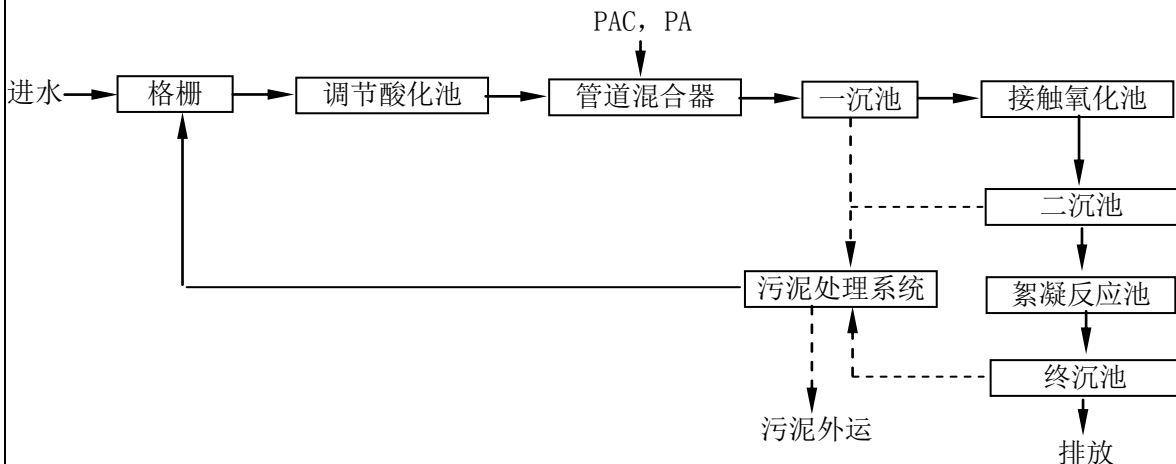 PAC, PA
进水
格栅
调节酸化池
管道混合器
一沉池
接触氧化池
二沉池
污泥处理系统
絮凝反应池
终沉池
污泥外运
排放